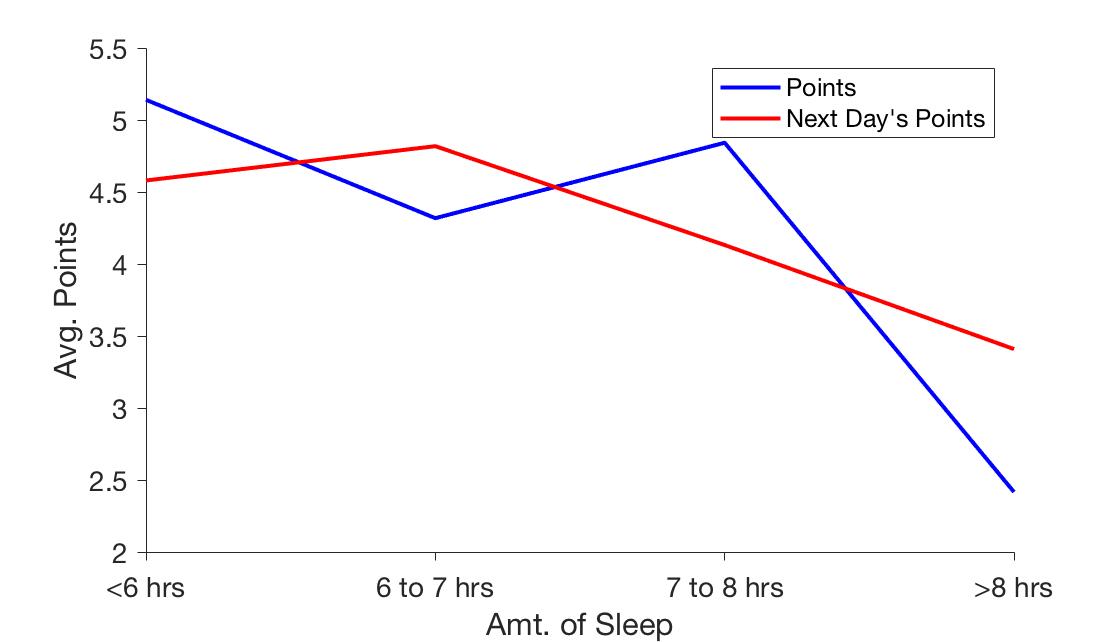 5.5
5
4.5
4
3.5
3
2.5
2
Avg. Points
Points
Next Day's Points
<6 hrs 6 to 7 hrs 7 to 8 hrs >8 hrs
Amt. of Sleep